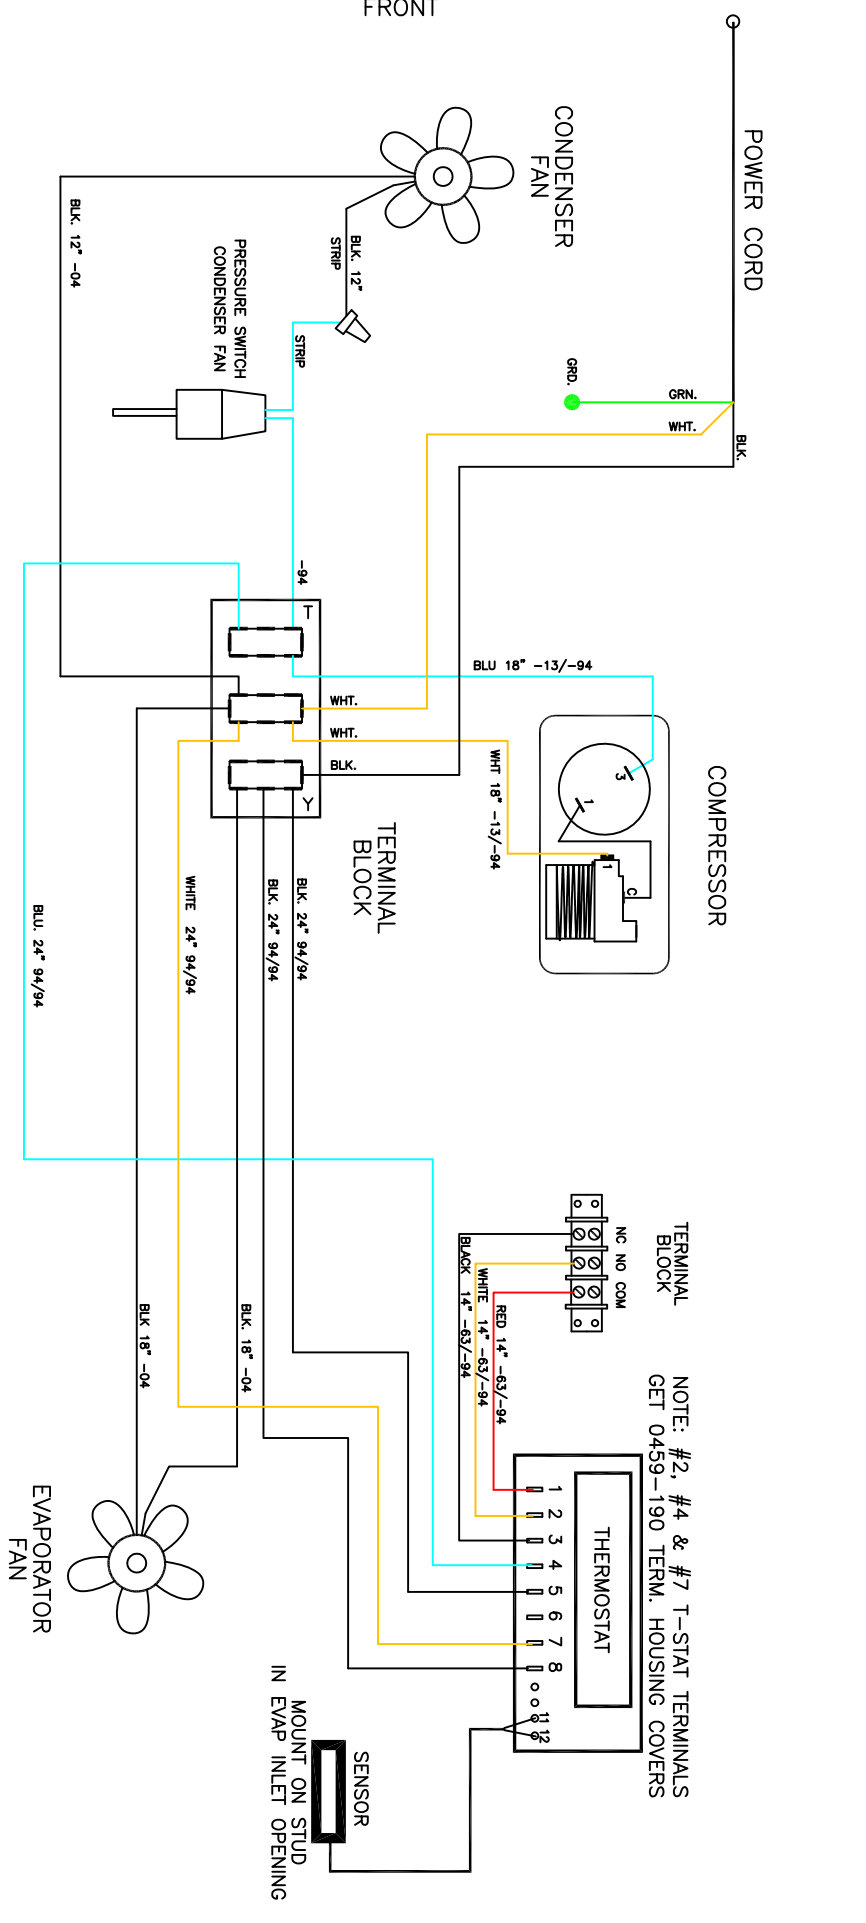 FRONT
POWER CORD
CONDENSER
FAN
BLK. 12" -04
BLK. 12"
STRIP
PRESSURE SWITCH
CONDENSER FAN
STRIP
GRD.
GRN.
WHT.
BLK.
-94
T
BLU 18" -13/-94
WHT.
WHT.
BLK.
Y
WHT 18" -13/-94
COMPRESSOR
3
1
1
C
TERMINAL
BLOCK
BLU. 24" 94/94
WHITE 24" 94/94
BLK. 24" 94/94
BLK. 24" 94/94
TERMINAL
BLOCK
NC NO COM
BLACK 14" -63/-94
WHITE 14" -63/-94
RED 14" -63/-94
BLK 18" -04
BLK. 18" -04
NOTE: #2, #4 & #7 T-STAT TERMINALS
GET 0459-190 TERM. HOUSING COVERS
THERMOSTAT
1
2
3
4
5
6
7
8
11
12
EVAPORATOR
FAN
SENSOR
MOUNT ON STUD
IN EVAP INLET OPENING